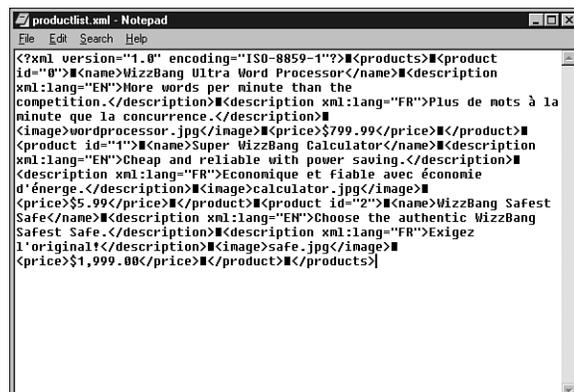 productlist.xml - Notepad
File Edit Search Help
<?xml version="1.0" encoding="ISO-8859-1"?>■<products>■<product
id="0">■<name>WizzBang Ultra Word Processor</name>■<description
xml:lang="EN">More words per minute than the
competition.</description>■<description xml:lang="FR">Plus de mots à la
minute que la concurrence.</description>■
<image>wordprocessor.jpg</image>■<price>$799.99</price>■</product>■
<product id="1">■<name>Super WizzBang Calculator</name>■<description
xml:lang="EN">Cheap and reliable with power saving.</description>■
<description xml:lang="FR">Economique et fiable avec économie
d'énerge.</description>■<image>calculator.jpg</image>■
<price>$5.99</price>■</product>■<product id="2">■<name>WizzBang Safest
Safe</name>■<description xml:lang="EN">Choose the authentic WizzBang
Safest Safe.</description>■<description xml:lang="FR">Exigez
l'original!</description>■<image>safe.jpg</image>■
<price>$1,999.00</price>■</product>■</products>